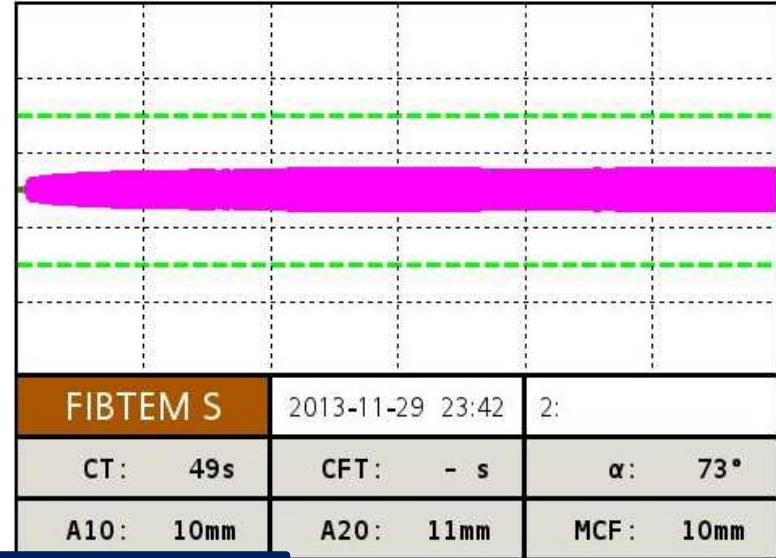 FIBTEM S 2013-11-29 23:42 2:
CT: 49s CFT: - s α: 73°
A10: 10mm A20: 11mm MCF: 10mm